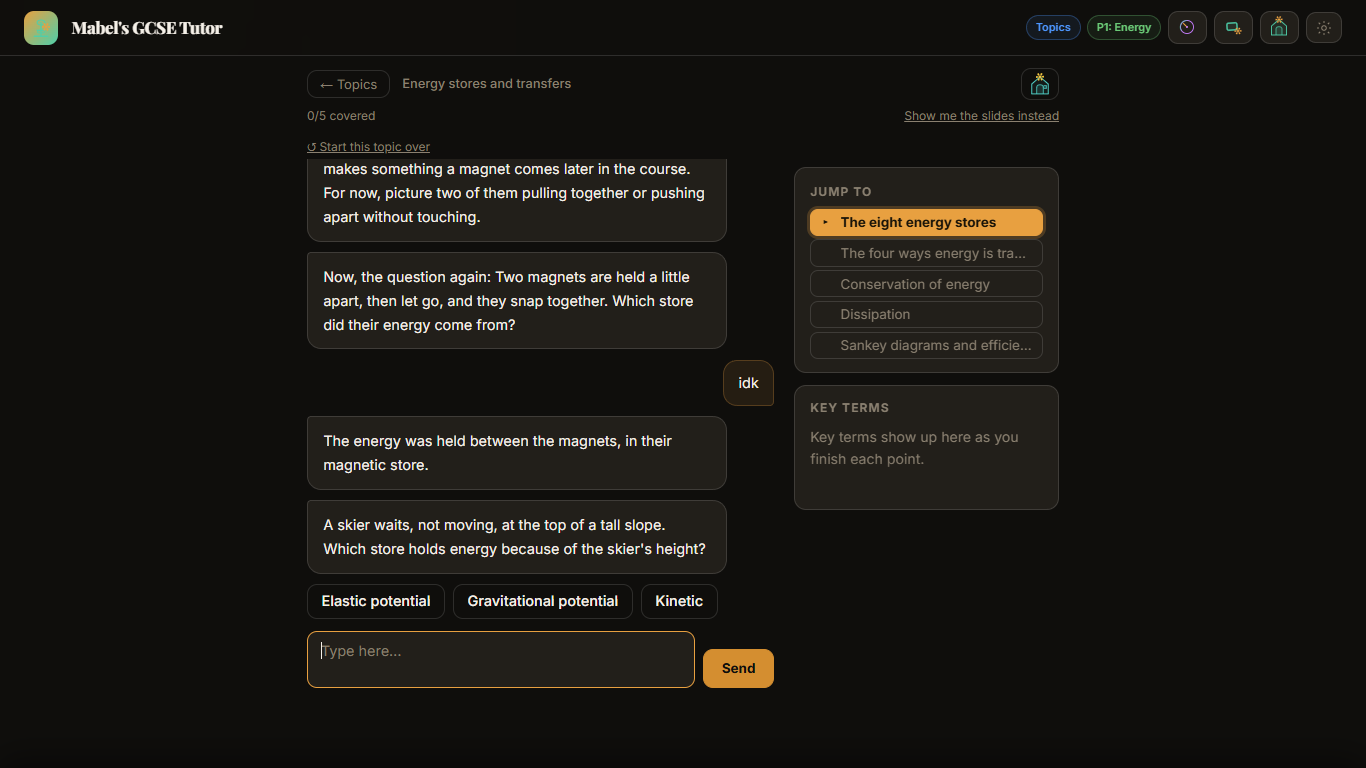 Mabel's GCSE Tutor
Topics
P1: Energy
← Topics
Energy stores and transfers
0/5 covered
Show me the slides instead
↺ Start this topic over
makes something a magnet comes later in the course.
For now, picture two of them pulling together or pushing
apart without touching.
Now, the question again: Two magnets are held a little
apart, then let go, and they snap together. Which store
did their energy come from?
idk
The energy was held between the magnets, in their
magnetic store.
A skier waits, not moving, at the top of a tall slope.
Which store holds energy because of the skier's height?
Elastic potential
Gravitational potential
Kinetic
Type here...
Send
JUMP TO
‣ The eight energy stores
The four ways energy is tra...
Conservation of energy
Dissipation
Sankey diagrams and efficie...
KEY TERMS
Key terms show up here as you
finish each point.